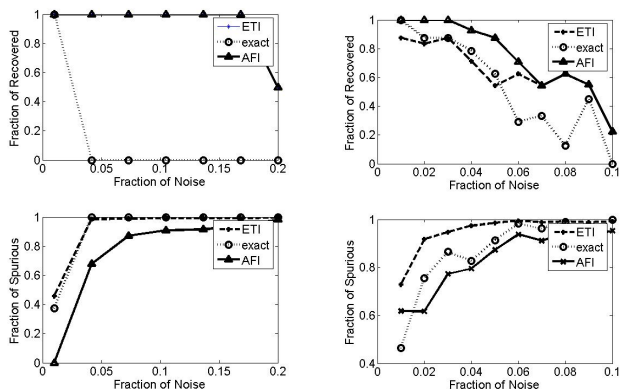 1
0.8
0.6
0.4
0.2
0
Fraction of Recovered
0 0.05 0.1 0.15 0.2
Fraction of Noise
ETI
exact
AFI
1
0.8
0.6
0.4
0.2
0
Fraction of Recovered
0 0.02 0.04 0.06 0.08 0.1
Fraction of Noise
ETI
exact
AFI
1
0.8
0.6
0.4
0.2
0
Fraction of Spurious
0 0.05 0.1 0.15 0.2
Fraction of Noise
ETI
exact
AFI
1
0.8
0.6
0.4
Fraction of Spurious
0 0.02 0.04 0.06 0.08 0.1
Fraction of Noise
ETI
exact
AFI